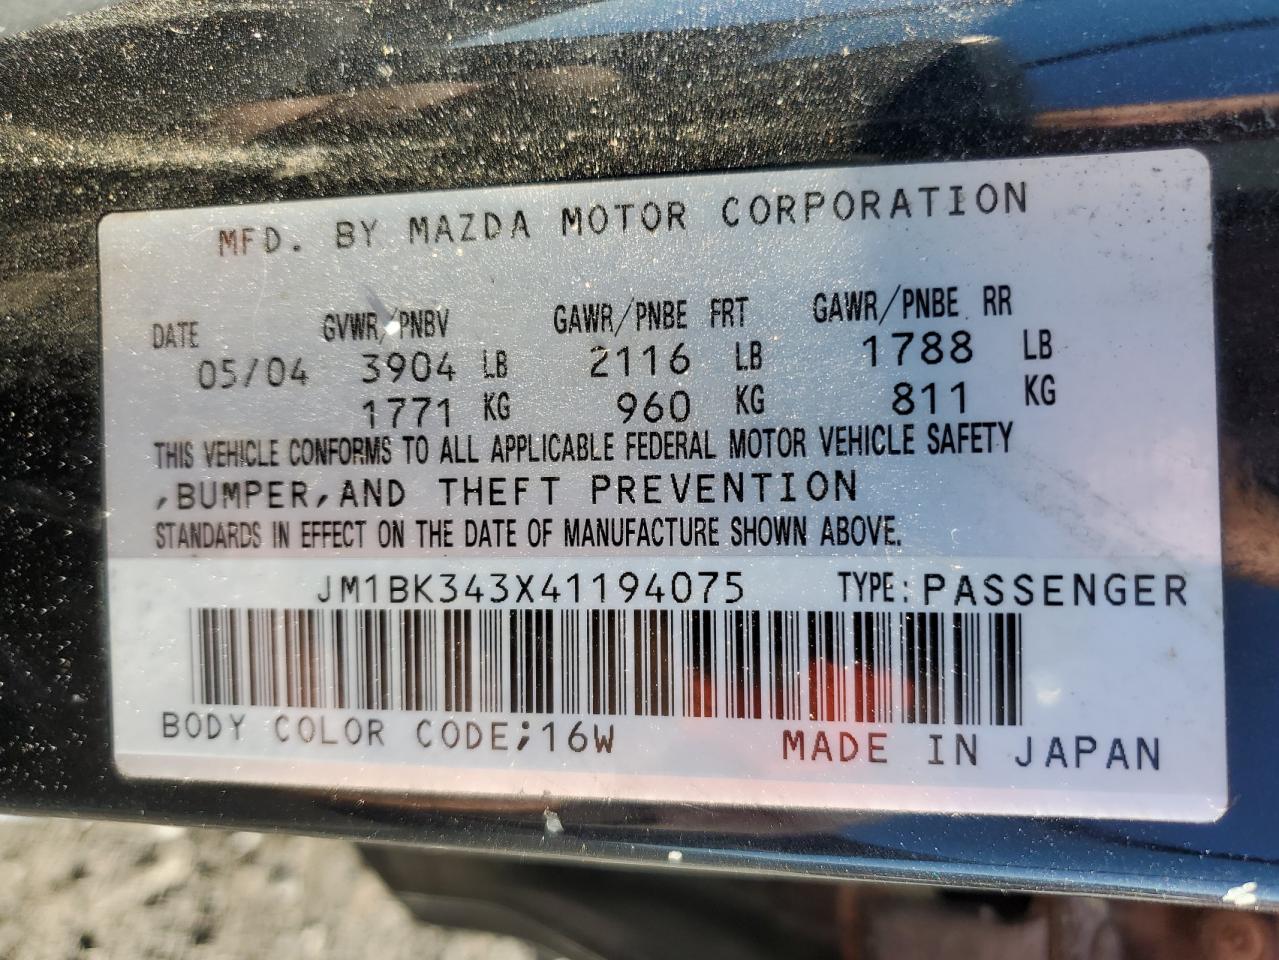 MFD. BY MAZDA MOTOR CORPORATION
DATE GVWR/PNBV GAWR/PNBE FRT GAWR/PNBE RR
05/04 3904 LB 2116 LB 1788 LB
1771 KG 960 KG 811 KG
THIS VEHICLE CONFORMS TO ALL APPLICABLE FEDERAL MOTOR VEHICLE SAFETY
,BUMPER,AND THEFT PREVENTION
STANDARDS IN EFFECT ON THE DATE OF MANUFACTURE SHOWN ABOVE.
JM1BK343X41194075 TYPE:PASSENGER
BODY COLOR CODE;16W MADE IN JAPAN